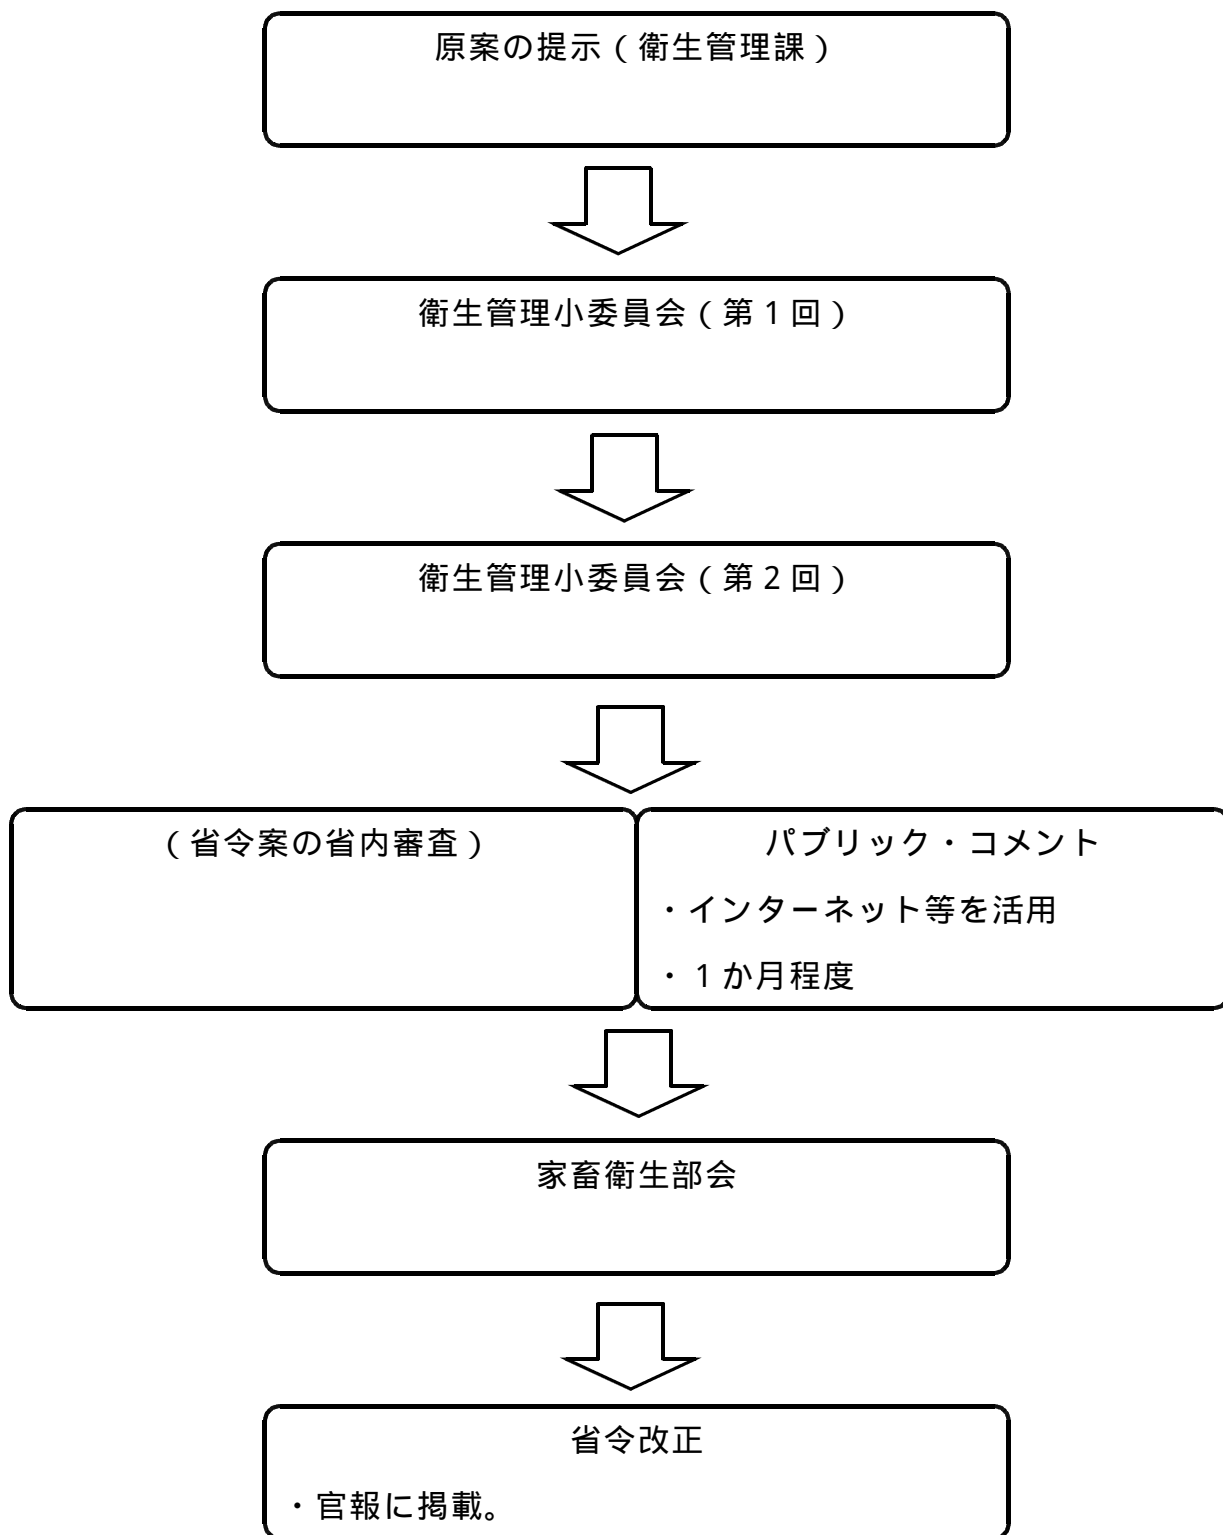 原案の提示（衛生管理課）
衛生管理小委員会（第１回）
衛生管理小委員会（第２回）
（省令案の省内審査）
パブリック・コメント
・インターネット等を活用
・１か月程度
家畜衛生部会
省令改正
・官報に掲載。